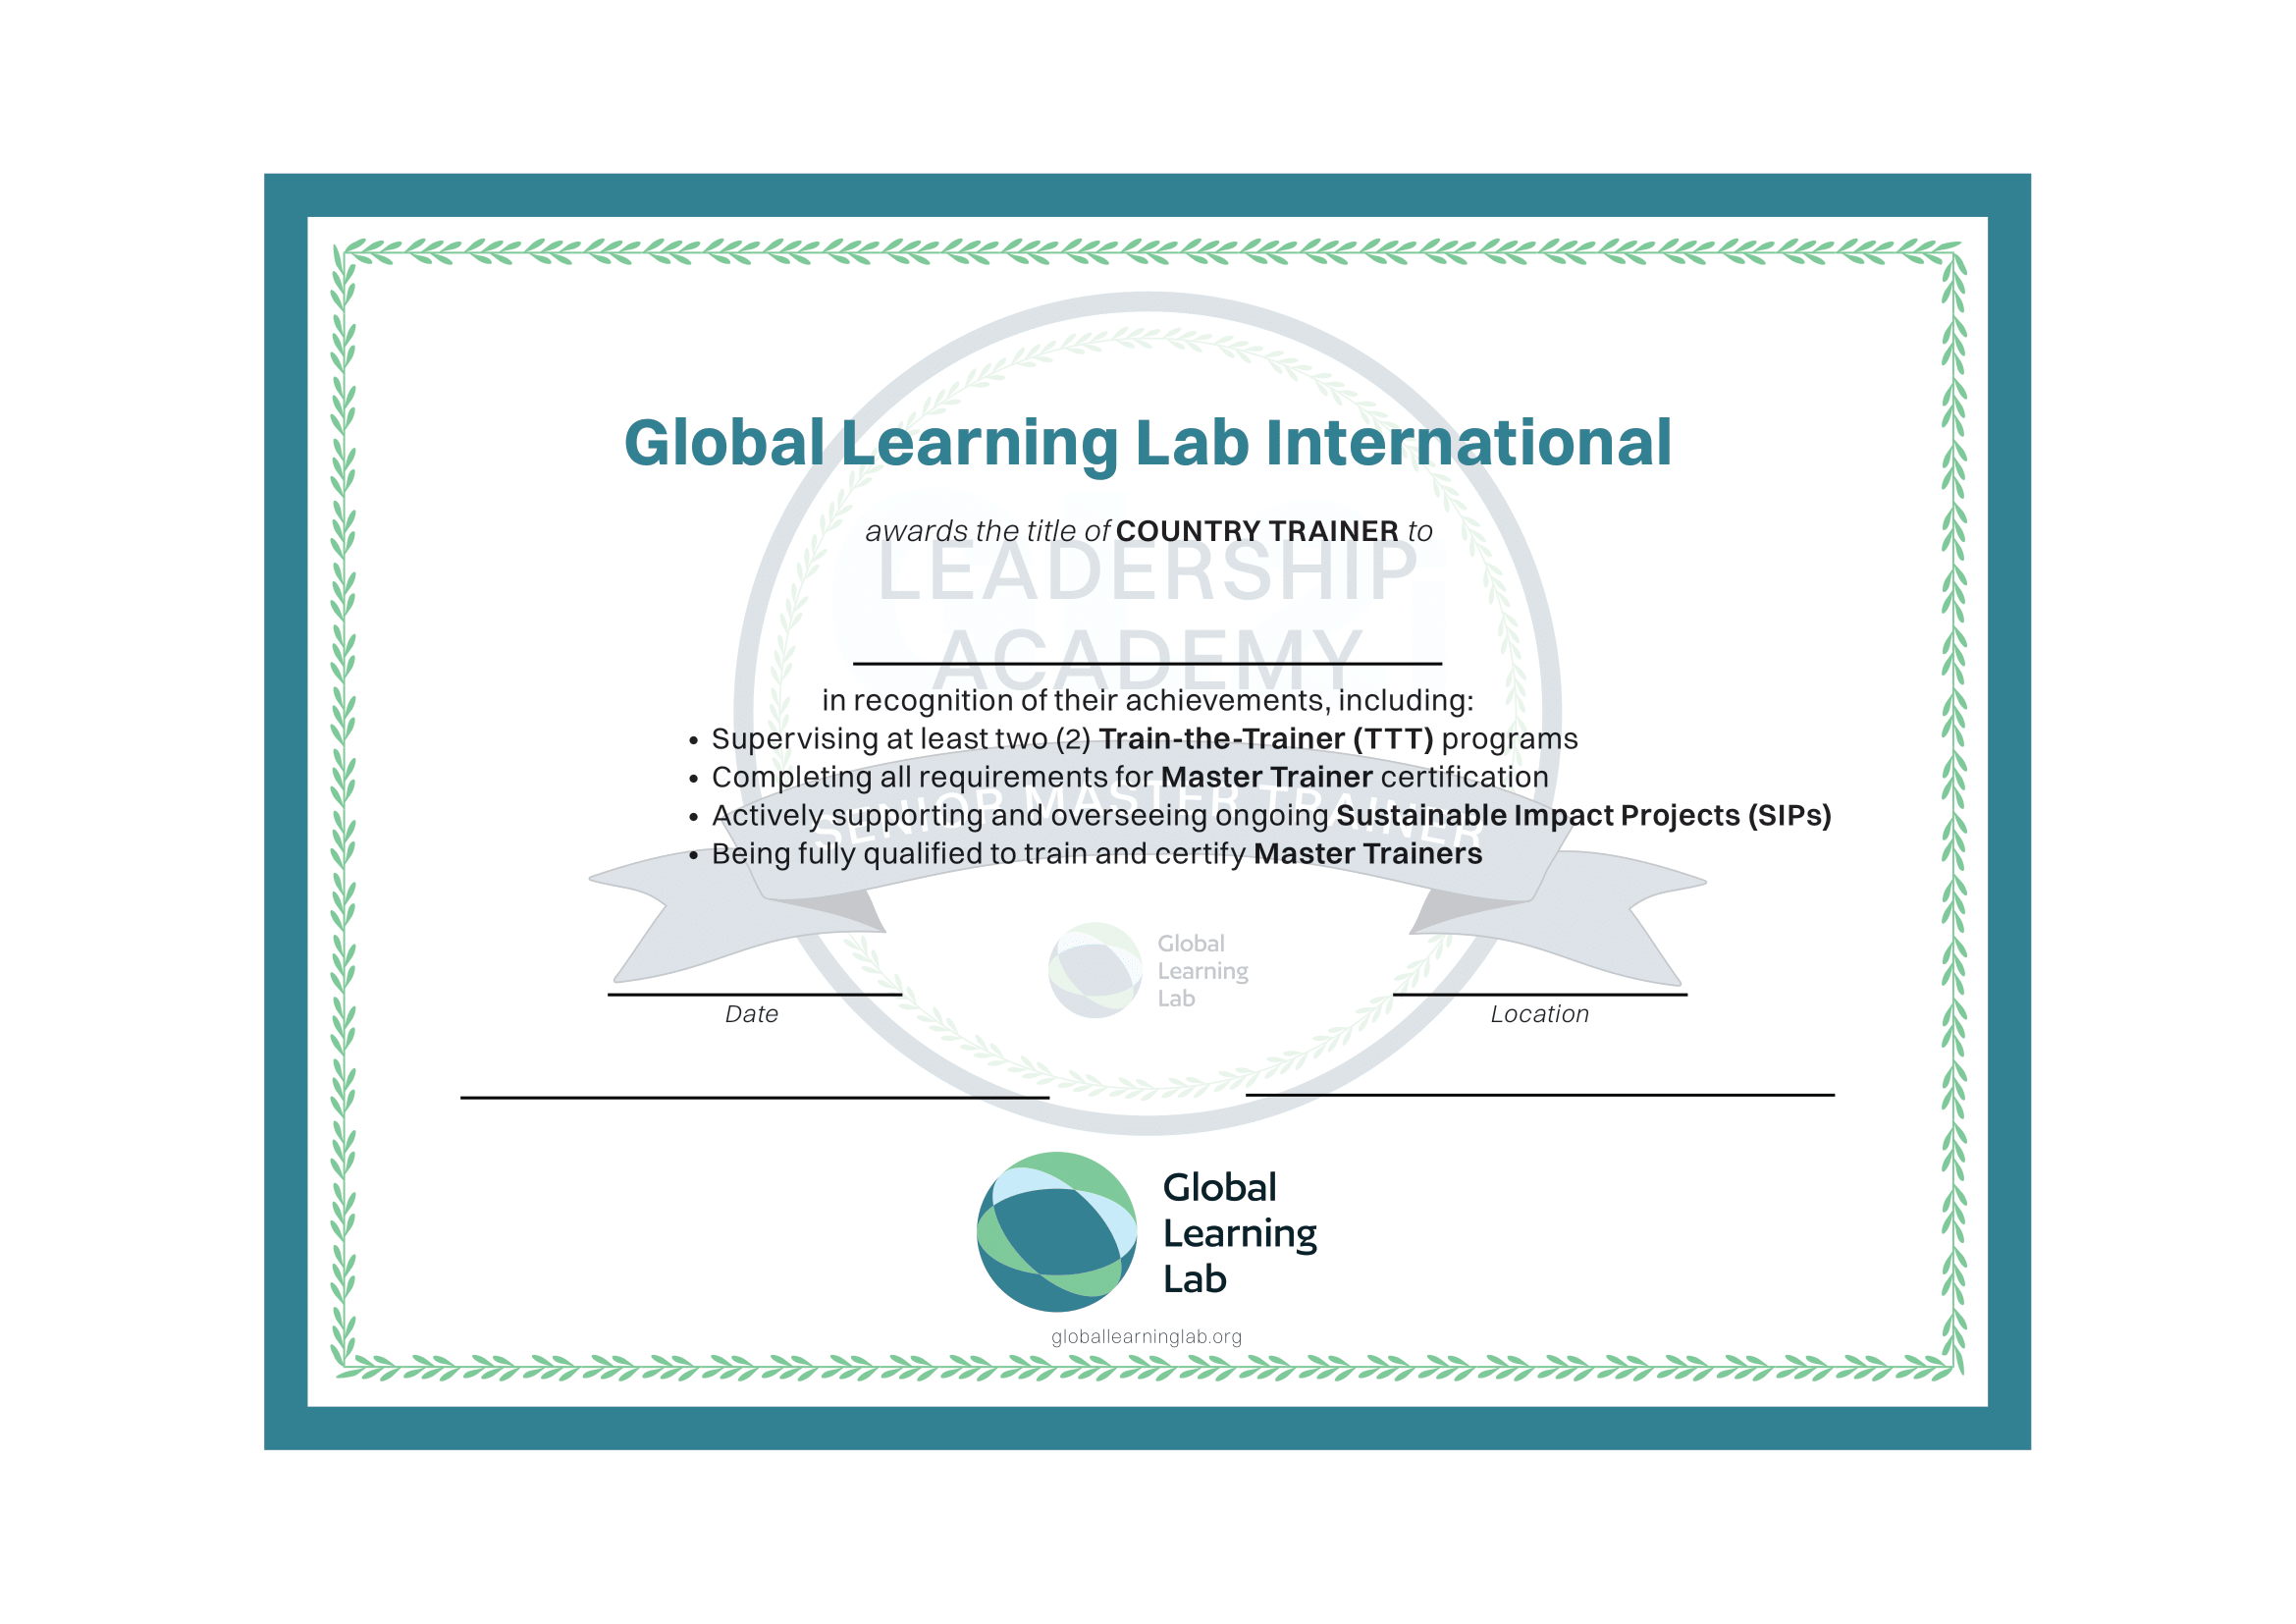 Global Learning Lab International
awards the title of COUNTRY TRAINER to
LEADERSHIP
ACADEMY
in recognition of their achievements, including:
• Supervising at least two (2) Train-the-Trainer (TTT) programs
• Completing all requirements for Master Trainer certification
SENIOR MASTER TRAINER
• Actively supporting and overseeing ongoing Sustainable Impact Projects (SIPs)
• Being fully qualified to train and certify Master Trainers
Global
Learning
Lab
Date
Location
Global
Learning
Lab
globallearninglab.org